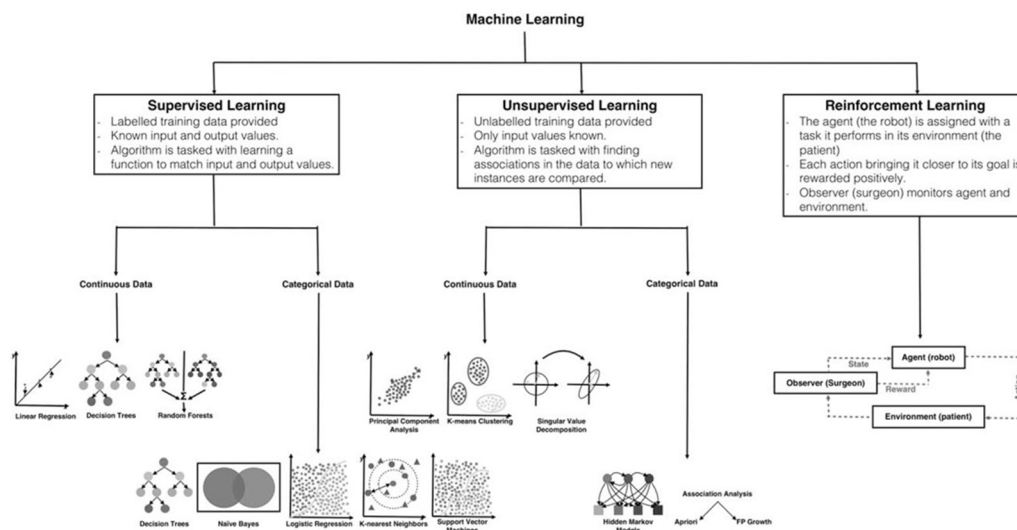 Machine Learning
Supervised Learning
- Labelled training data provided
- Known input and output values.
- Algorithm is tasked with learning a
function to match input and output values.
Unsupervised Learning
- Unlabelled training data provided
- Only input values known.
- Algorithm is tasked with finding
associations in the data to which new
instances are compared.
Reinforcement Learning
- The agent (the robot) is assigned with a
task it performs in its environment (the
patient)
- Each action bringing it closer to its goal is
rewarded positively.
- Observer (surgeon) monitors agent and
environment.
Continuous Data
Categorical Data
Continuous Data
Categorical Data
y
x
Linear Regression
Decision Trees
Σ
Random Forests
y
x
Principal Component
Analysis
y
x
K-means Clustering
Singular Value
Decomposition
Agent (robot)
State
Observer (Surgeon)
Reward
Environment (patient)
Decision Trees
Naïve Bayes
y
x
Logistic Regression
y
x
K-nearest Neighbors
y
x
Support Vector
Machines
Hidden Markov
Models
Association Analysis
Apriori
FP Growth